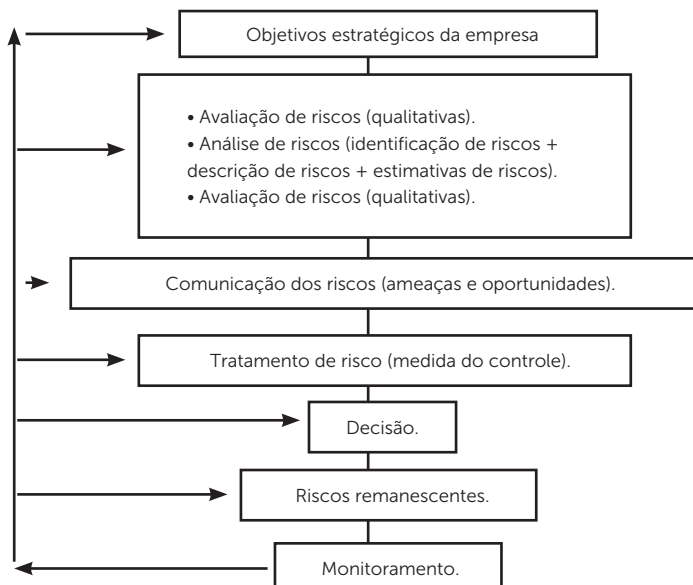 Objetivos estratégicos da empresa
• Avaliação de riscos (qualitativas).
• Análise de riscos (identificação de riscos +
descrição de riscos + estimativas de riscos).
• Avaliação de riscos (qualitativas).
Comunicação dos riscos (ameaças e oportunidades).
Tratamento de risco (medida do controle).
Decisão.
Riscos remanescentes.
Monitoramento.